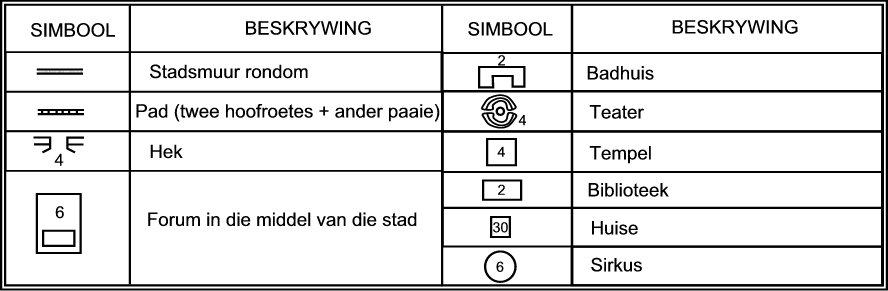 SIMBOOL BESKRYWING SIMBOOL BESKRYWING
Stadsmuur rondom 2 Badhuis
Pad (twee hoofroetes + ander paaie) 4 Teater
4 Hek 4 Tempel
6 Forum in die middel van die stad 2 Biblioteek
30 Huise
6 Sirkus